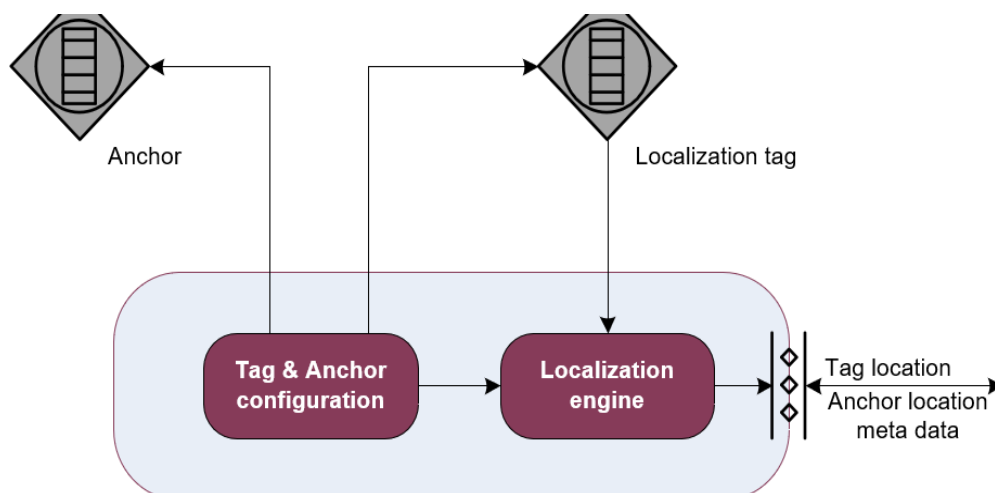 Anchor
Localization tag
Tag & Anchor
configuration
Localization
engine
Tag location
Anchor location
meta data